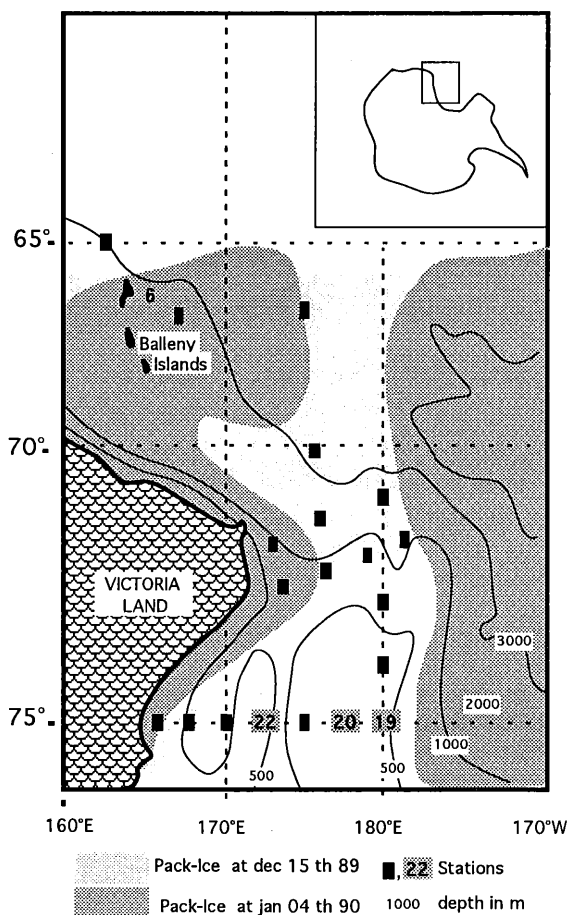 65°
6
Balleny
Islands
70°
VICTORIA
LAND
3000
2000
75°
22
20
19
1000
500
500
160°E
170°E
180°E
170°W
Pack-Ice at dec 15 th 89
, 22 Stations
Pack-Ice at jan 04 th 90
1000 depth in m